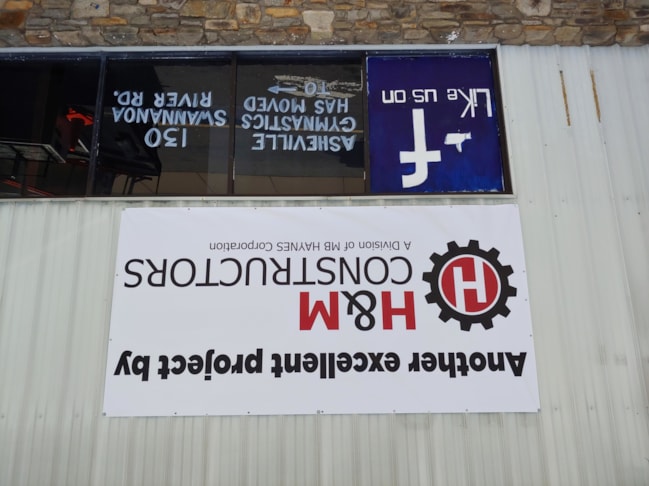 Another excellent project by
H&M
CONSTRUCTORS
A Division of MB HAYNES Corporation
H
Like us on
f
ASHEVILLE
GYMNASTICS
HAS MOVED
TO
130
SWANNANOA
RIVER RD.